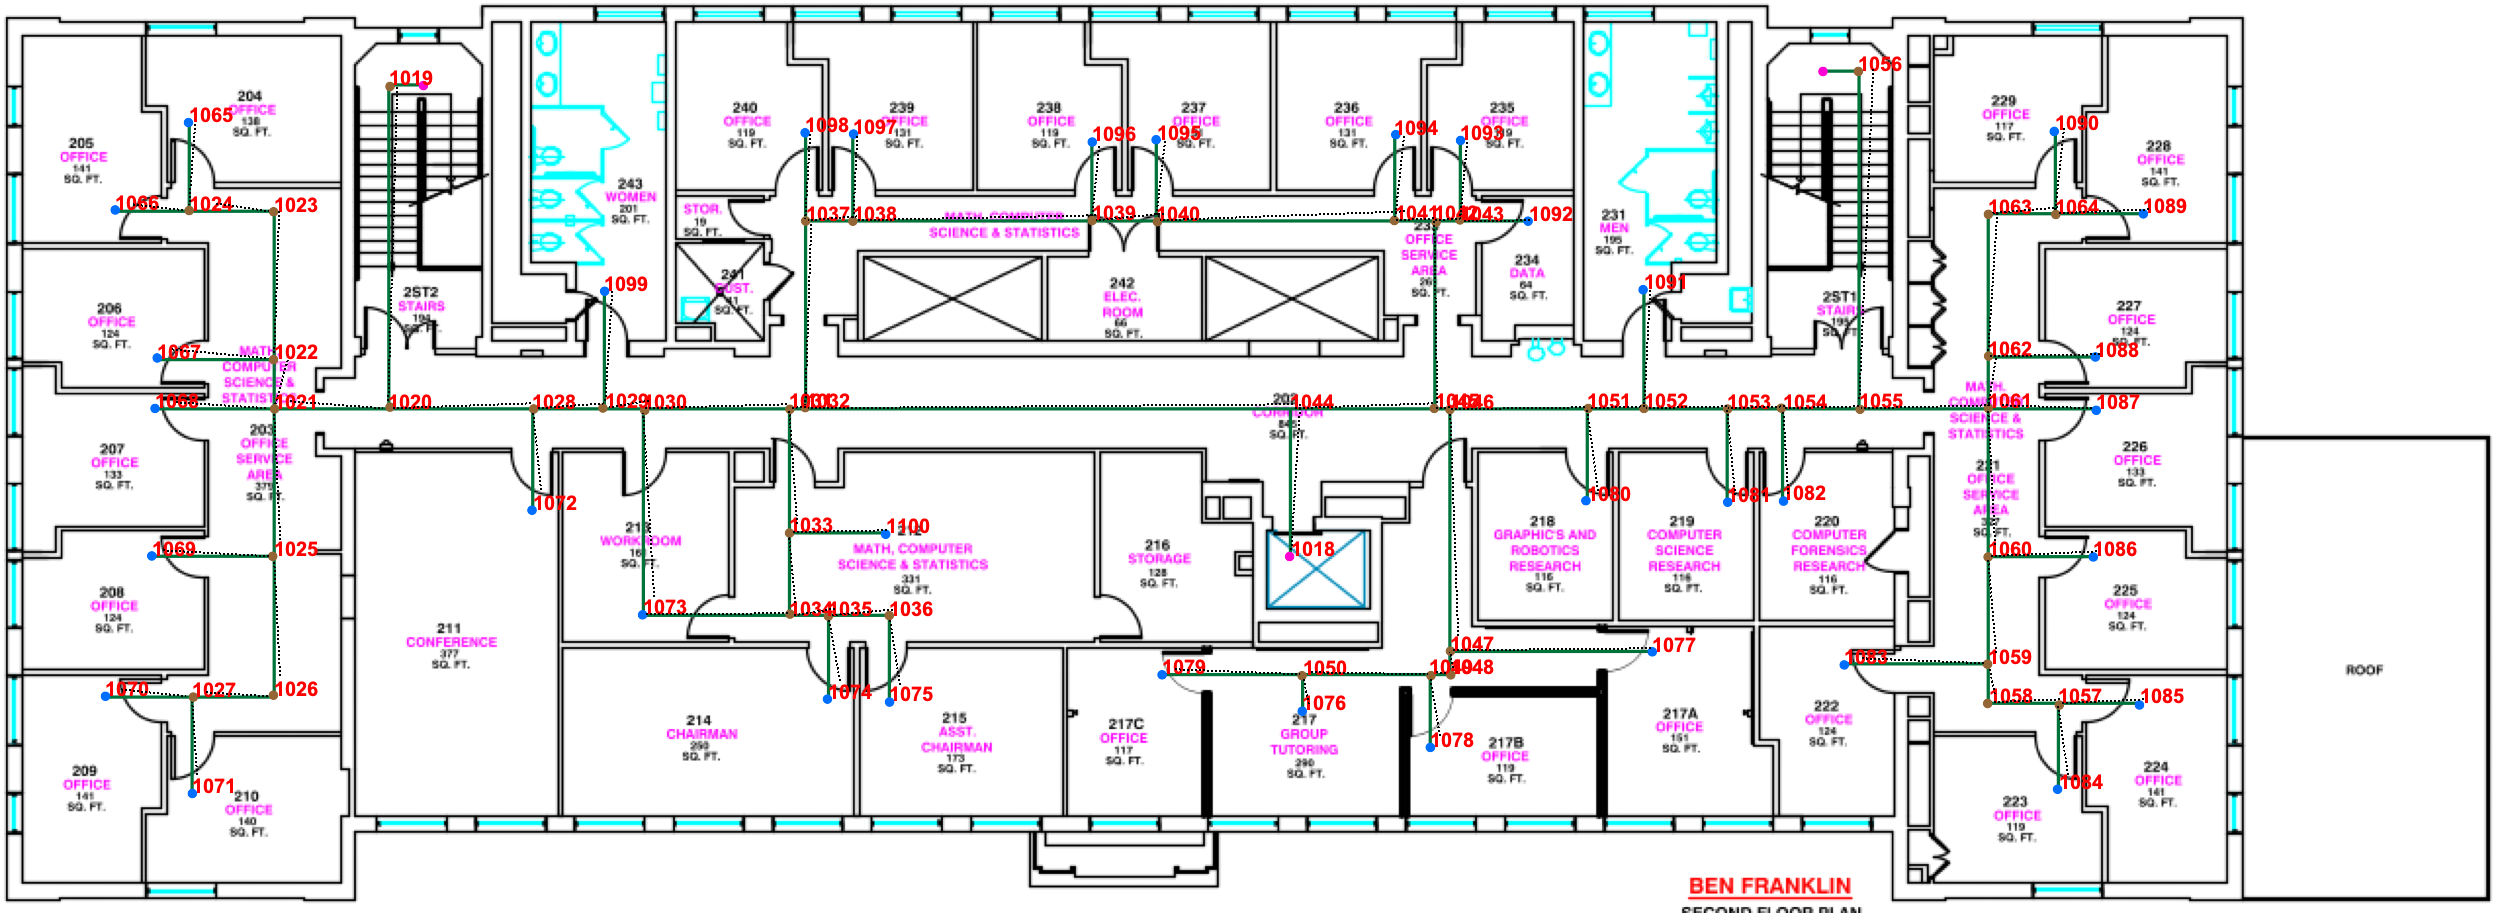 1019
1056
204
OFFICE
138
SQ. FT.
1065
205
OFFICE
141
SQ. FT.
1066
1024
1023
240
OFFICE
119
SQ. FT.
1098
1097
239
OFFICE
131
SQ. FT.
238
OFFICE
119
SQ. FT.
1096
1095
237
SQ. FT.
236
OFFICE
131
SQ. FT.
1094
1093
235
OFFICE
SQ. FT.
229
OFFICE
117
SQ. FT.
1090
228
OFFICE
141
SQ. FT.
243
WOMEN
201
SQ. FT.
STOR.
19
SQ. FT.
1037
1038
MATH, COMPUTER
SCIENCE & STATISTICS
1039
1040
1041
1042
1043
1092
OFFICE
SERVICE
AREA
SQ. FT.
231
MEN
195
SQ. FT.
1063
1064
1089
234
DATA
64
SQ. FT.
241
CUST.
41
SQ. FT.
242
ELEC.
ROOM
66
SQ. FT.
1099
1091
2ST2
STAIRS
194
SQ. FT.
2ST1
STAIRS
195
SQ. FT.
206
OFFICE
124
SQ. FT.
227
OFFICE
124
SQ. FT.
1067
1022
MATH,
COMPUTER
SCIENCE &
STATISTICS
1062
1088
MATH,
COMPUTER
SCIENCE &
STATISTICS
1068
1021
1020
1028
1029
1030
1031
1032
1044
1045
1046
1051
1052
1053
1054
1055
1061
1087
202
CORRIDOR
845
SQ. FT.
203
OFFICE
SERVICE
AREA
375
SQ. FT.
207
OFFICE
133
SQ. FT.
226
OFFICE
133
SQ. FT.
221
OFFICE
SERVICE
AREA
SQ. FT.
1072
1080
1081
1082
213
WORKROOM
SQ. FT.
1033
1100
MATH, COMPUTER
SCIENCE & STATISTICS
331
SQ. FT.
216
STORAGE
128
SQ. FT.
1018
218
GRAPHICS AND
ROBOTICS
RESEARCH
116
SQ. FT.
219
COMPUTER
SCIENCE
RESEARCH
116
SQ. FT.
220
COMPUTER
FORENSICS
RESEARCH
116
SQ. FT.
1069
1025
1060
1086
208
OFFICE
124
SQ. FT.
225
OFFICE
124
SQ. FT.
1073
1034
1035
1036
211
CONFERENCE
377
SQ. FT.
1047
1077
1079
1050
1049
1048
1083
1059
1070
1027
1026
1074
1075
1076
1058
1057
1085
214
CHAIRMAN
250
SQ. FT.
215
ASST.
CHAIRMAN
173
SQ. FT.
217C
OFFICE
117
SQ. FT.
217
GROUP
TUTORING
290
SQ. FT.
1078
217B
OFFICE
119
SQ. FT.
217A
OFFICE
151
SQ. FT.
222
OFFICE
124
SQ. FT.
ROOF
209
OFFICE
141
SQ. FT.
1071
210
OFFICE
140
SQ. FT.
1084
224
OFFICE
141
SQ. FT.
223
OFFICE
119
SQ. FT.
BEN FRANKLIN
SECOND FLOOR PLAN